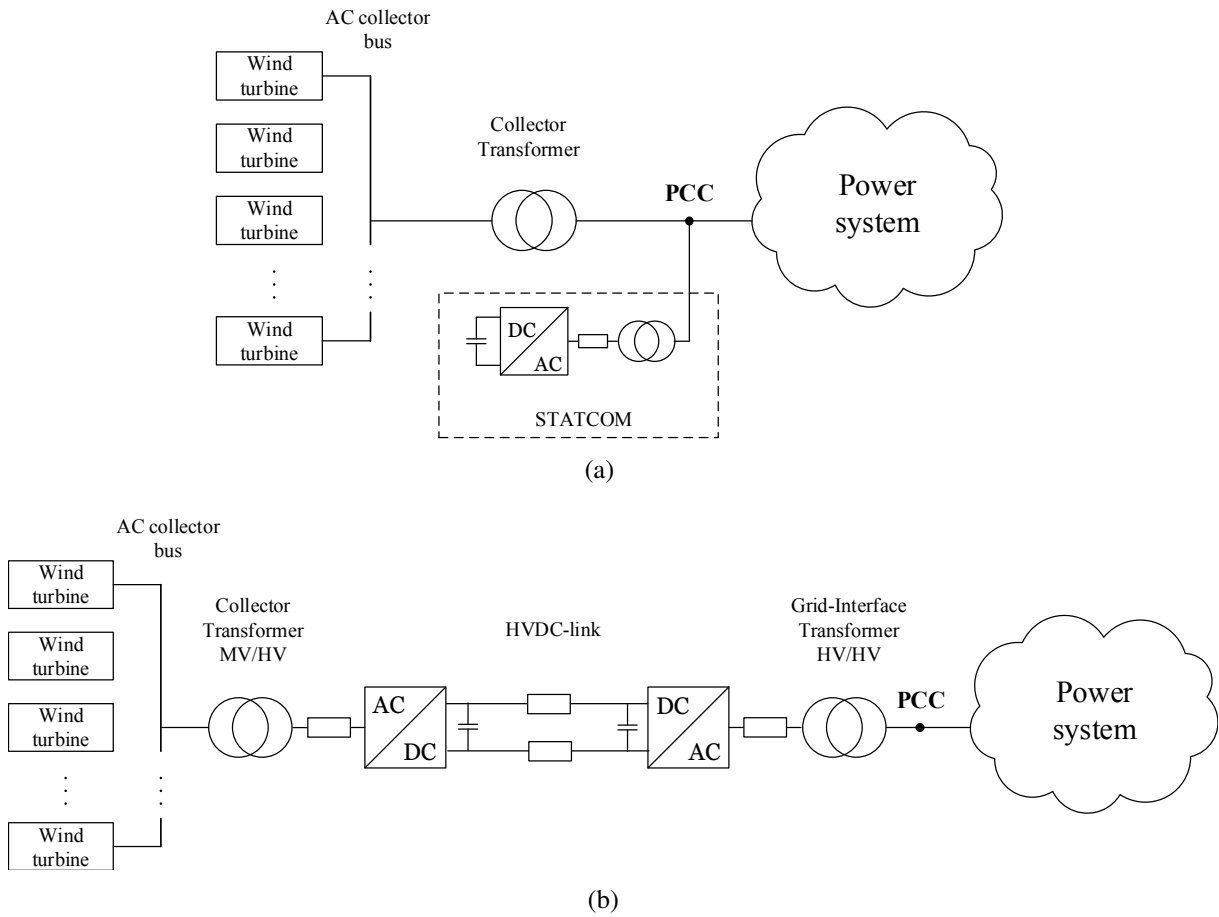 AC collector
bus
Wind
turbine
Wind
turbine
Wind
turbine
Wind
turbine
Collector
Transformer
PCC
Power
system
DC
AC
STATCOM
(a)
AC collector
bus
Wind
turbine
Wind
turbine
Wind
turbine
Wind
turbine
Collector
Transformer
MV/HV
AC
DC
HVDC-link
DC
AC
Grid-Interface
Transformer
HV/HV
PCC
Power
system
(b)